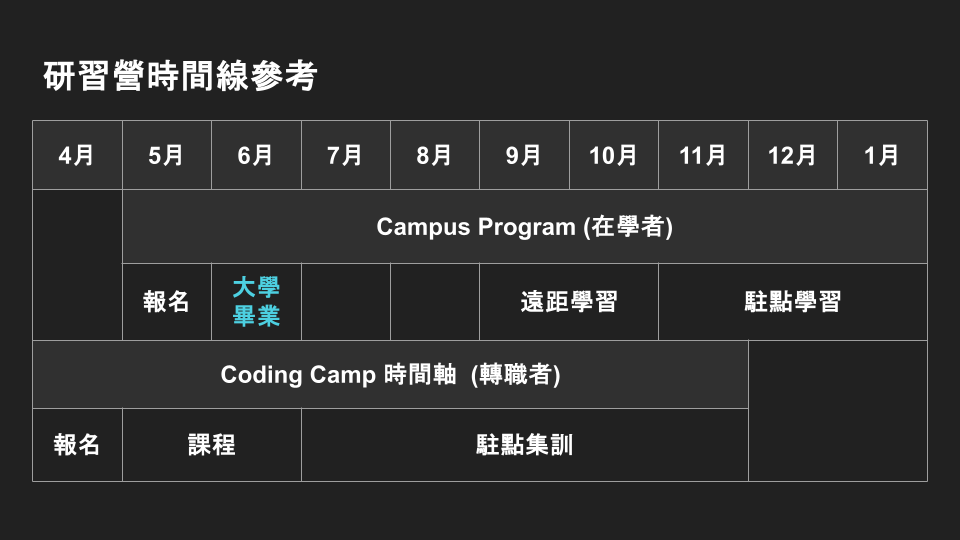 研習營時間線參考
4月 5月 6月 7月 8月 9月 10月 11月 12月 1月
Campus Program (在學者)
報名 大學 遠距學習 駐點學習
畢業
Coding Camp 時間軸 (轉職者)
報名 課程 駐點集訓